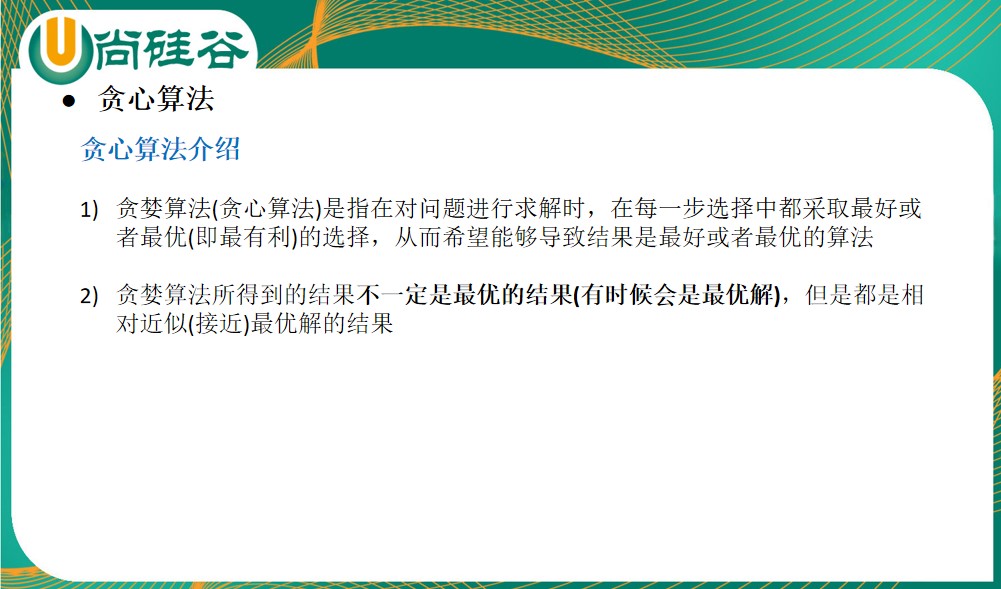 尚硅谷
● 贪心算法
贪心算法介绍
1) 贪婪算法(贪心算法)是指在对问题进行求解时，在每一步选择中都采取最好或
者最优(即最有利)的选择，从而希望能够导致结果是最好或者最优的算法
2) 贪婪算法所得到的结果不一定是最优的结果(有时候会是最优解)，但是都是相
对近似(接近)最优解的结果